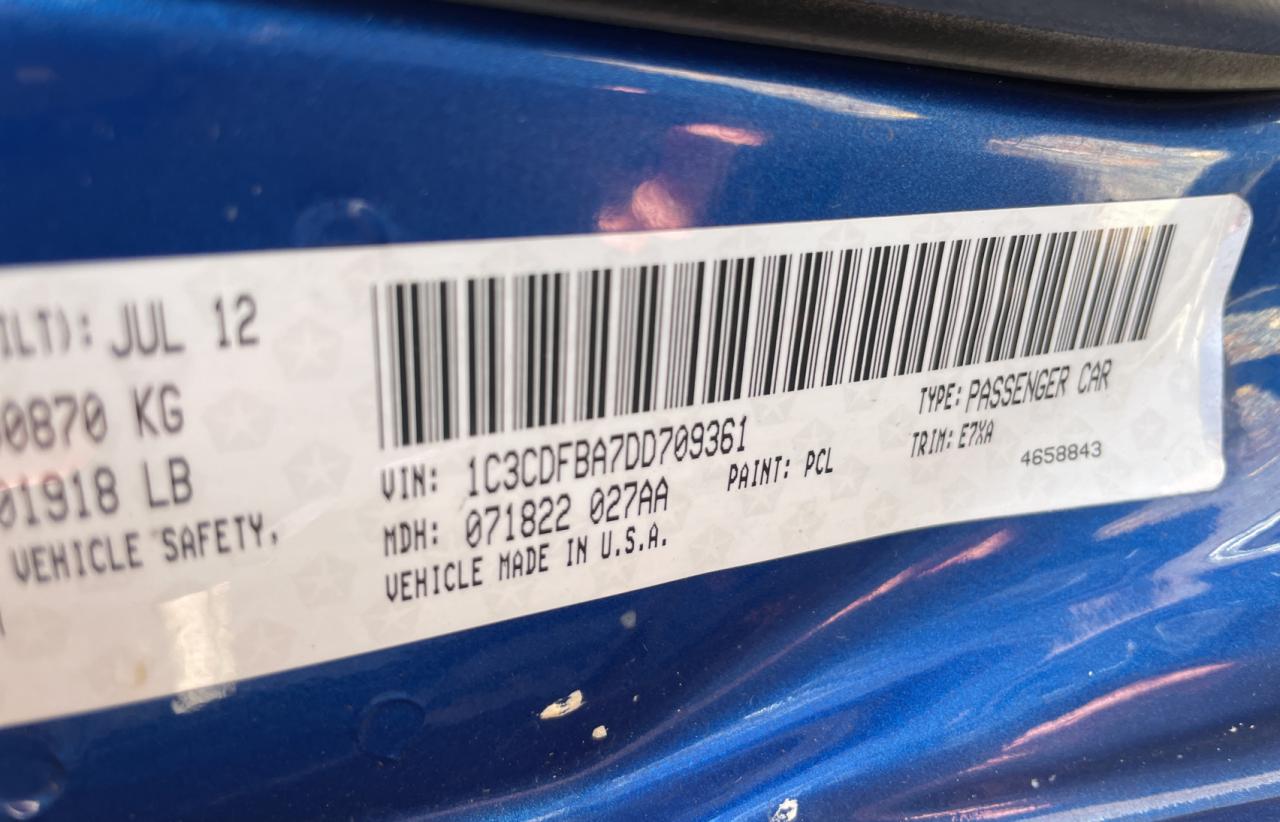 JUL 12
0870 KG
01918 LB
VEHICLE SAFETY,
VIN: 1C3CDFBA7DD709361
MDH: 071822 027AA
VEHICLE MADE IN U.S.A.
PAINT: PCL
TYPE: PASSENGER CAR
TRIM: E7XA
4658843